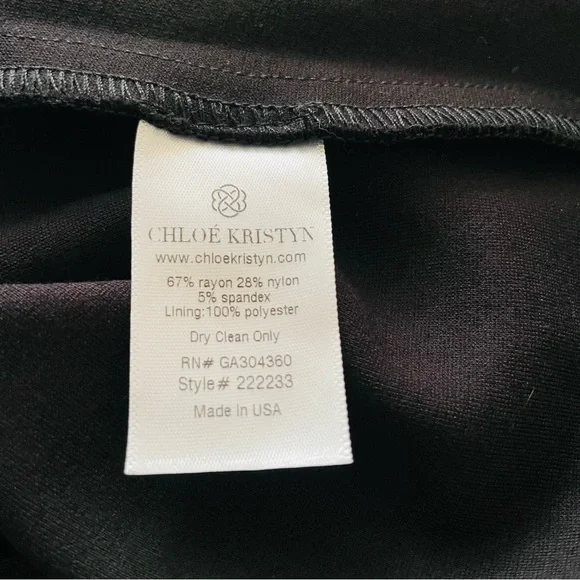 CHLOÉ KRISTYN
www.chloekristyn.com
67% rayon 28% nylon
5% spandex
Lining:100% polyester
Dry Clean Only
RN# GA304360
Style# 222233
Made in USA